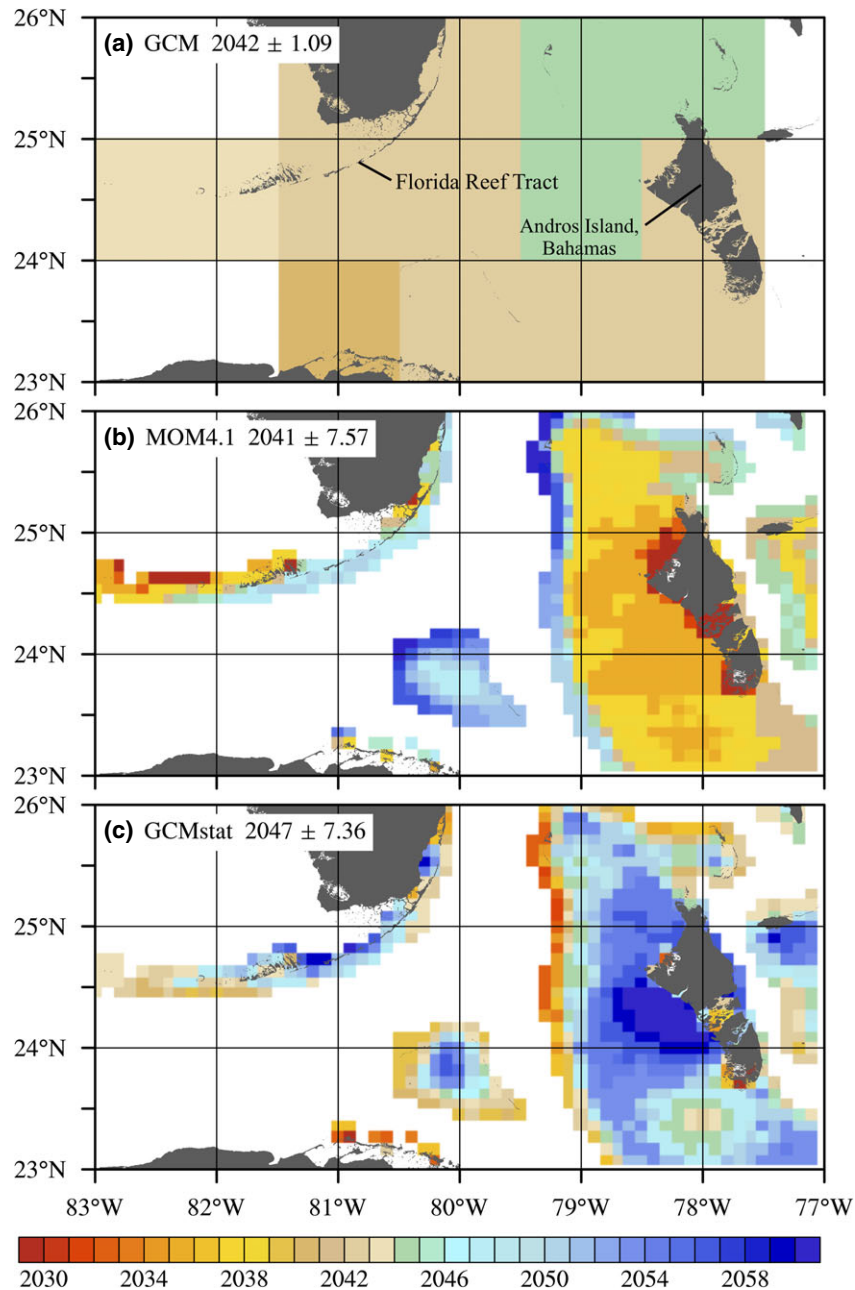 26°N
(a) GCM 2042 ± 1.09
25°N
Florida Reef Tract
Andros Island,
Bahamas
24°N
23°N
26°N
(b) MOM4.1 2041 ± 7.57
25°N
24°N
23°N
26°N
(c) GCMstat 2047 ± 7.36
25°N
24°N
23°N
83°W 82°W 81°W 80°W 79°W 78°W 77°W
2030 2034 2038 2042 2046 2050 2054 2058